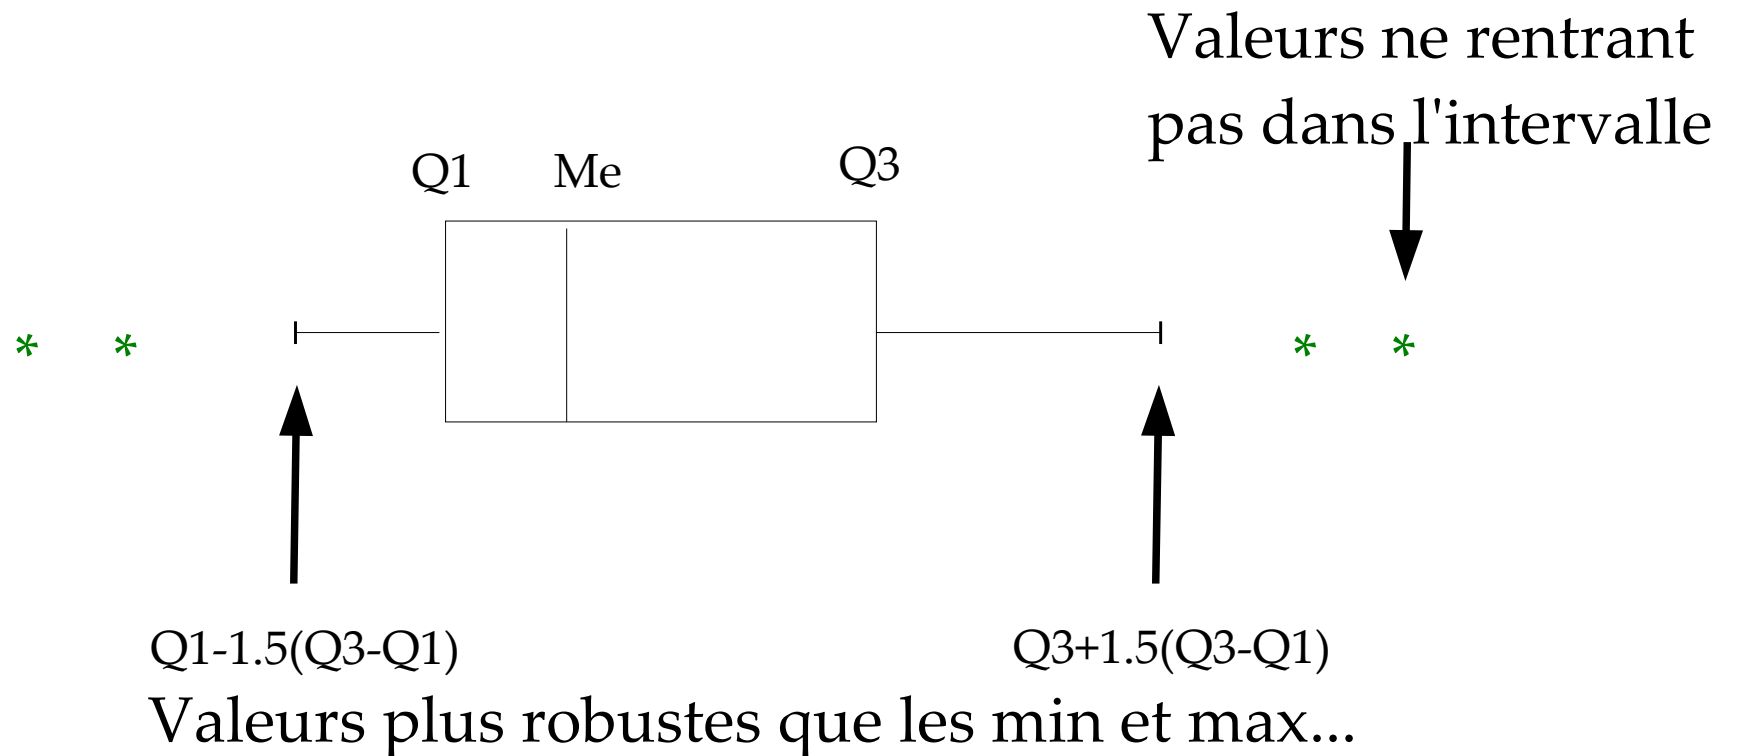 Valeurs ne rentrant
pas dans l'intervalle
Q1 Me Q3
* * * *
Q1-1.5(Q3-Q1) Q3+1.5(Q3-Q1)
Valeurs plus robustes que les min et max...